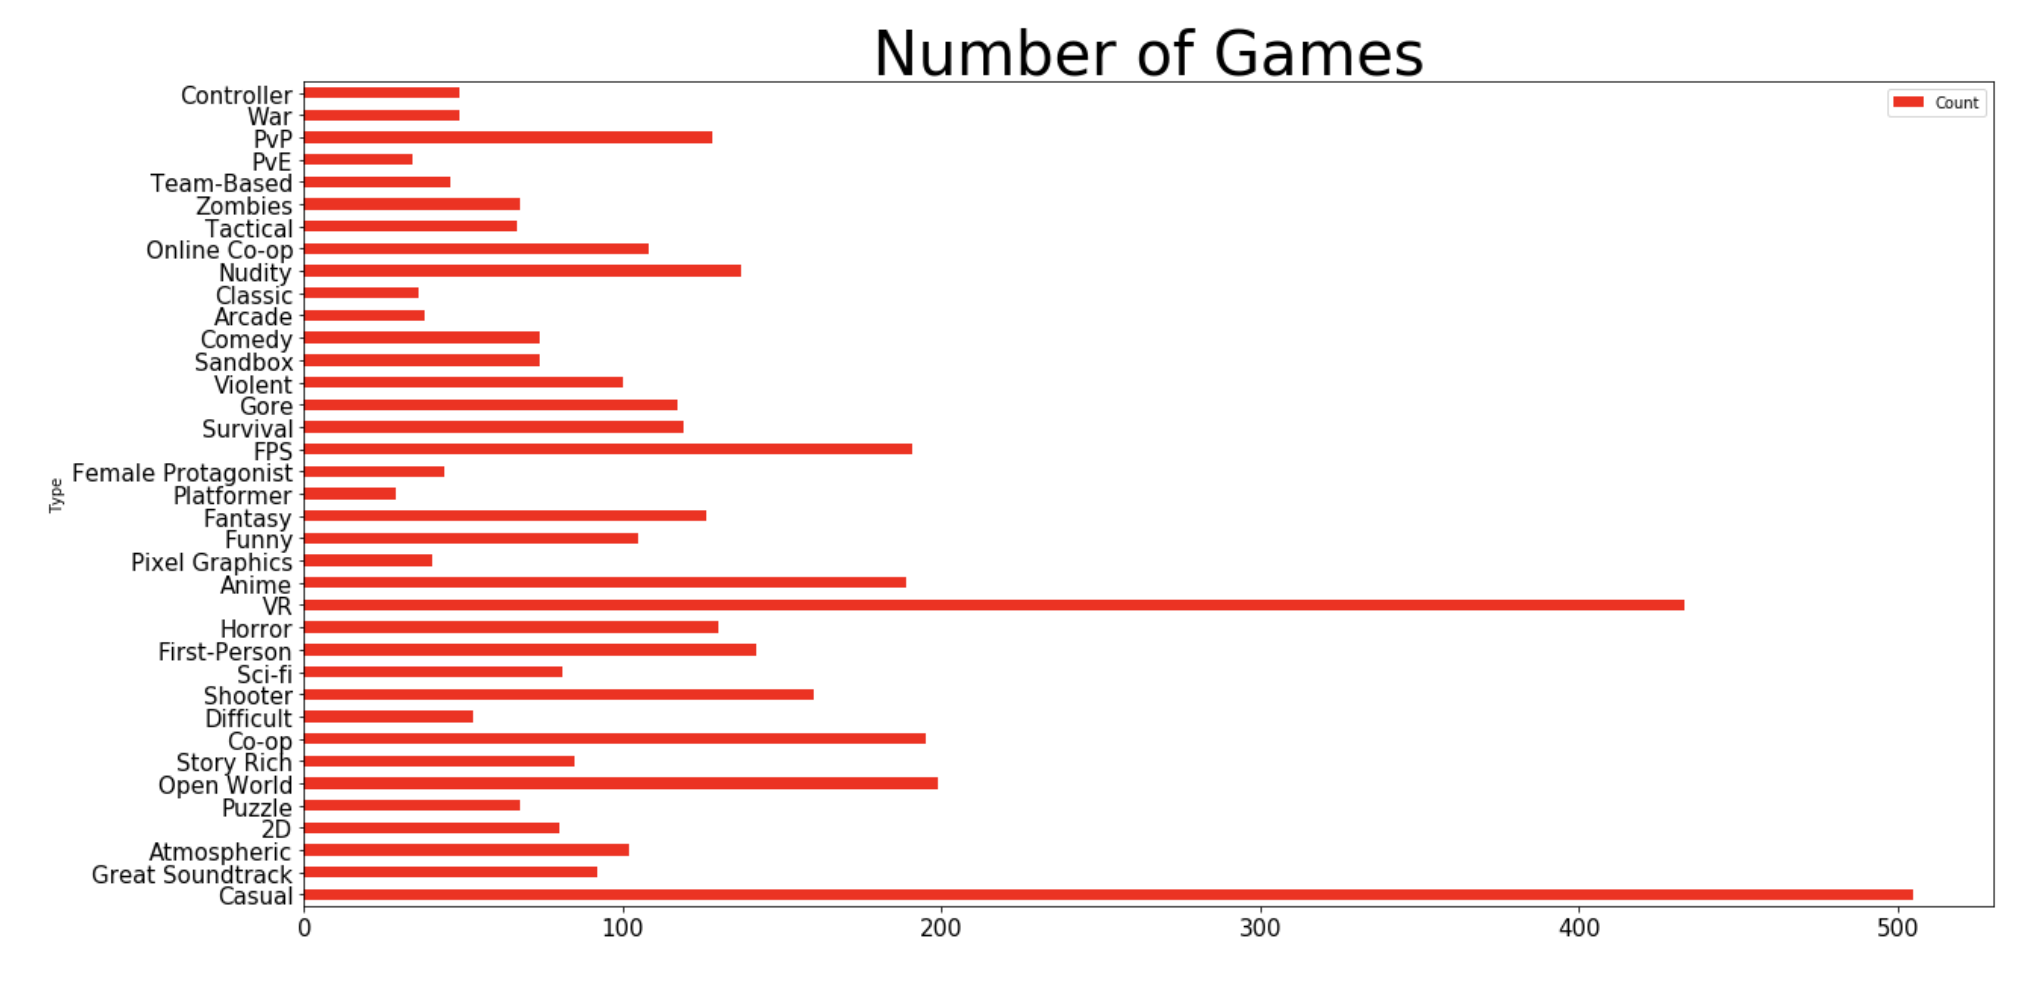 Number of Games
Count
Controller
War
PvP
PvE
Team-Based
Zombies
Tactical
Online Co-op
Nudity
Classic
Arcade
Comedy
Sandbox
Violent
Gore
Survival
FPS
Female Protagonist
Platformer
Fantasy
Funny
Pixel Graphics
Anime
VR
Horror
First-Person
Sci-fi
Shooter
Difficult
Co-op
Story Rich
Open World
Puzzle
2D
Atmospheric
Great Soundtrack
Casual
Type
0 100 200 300 400 500